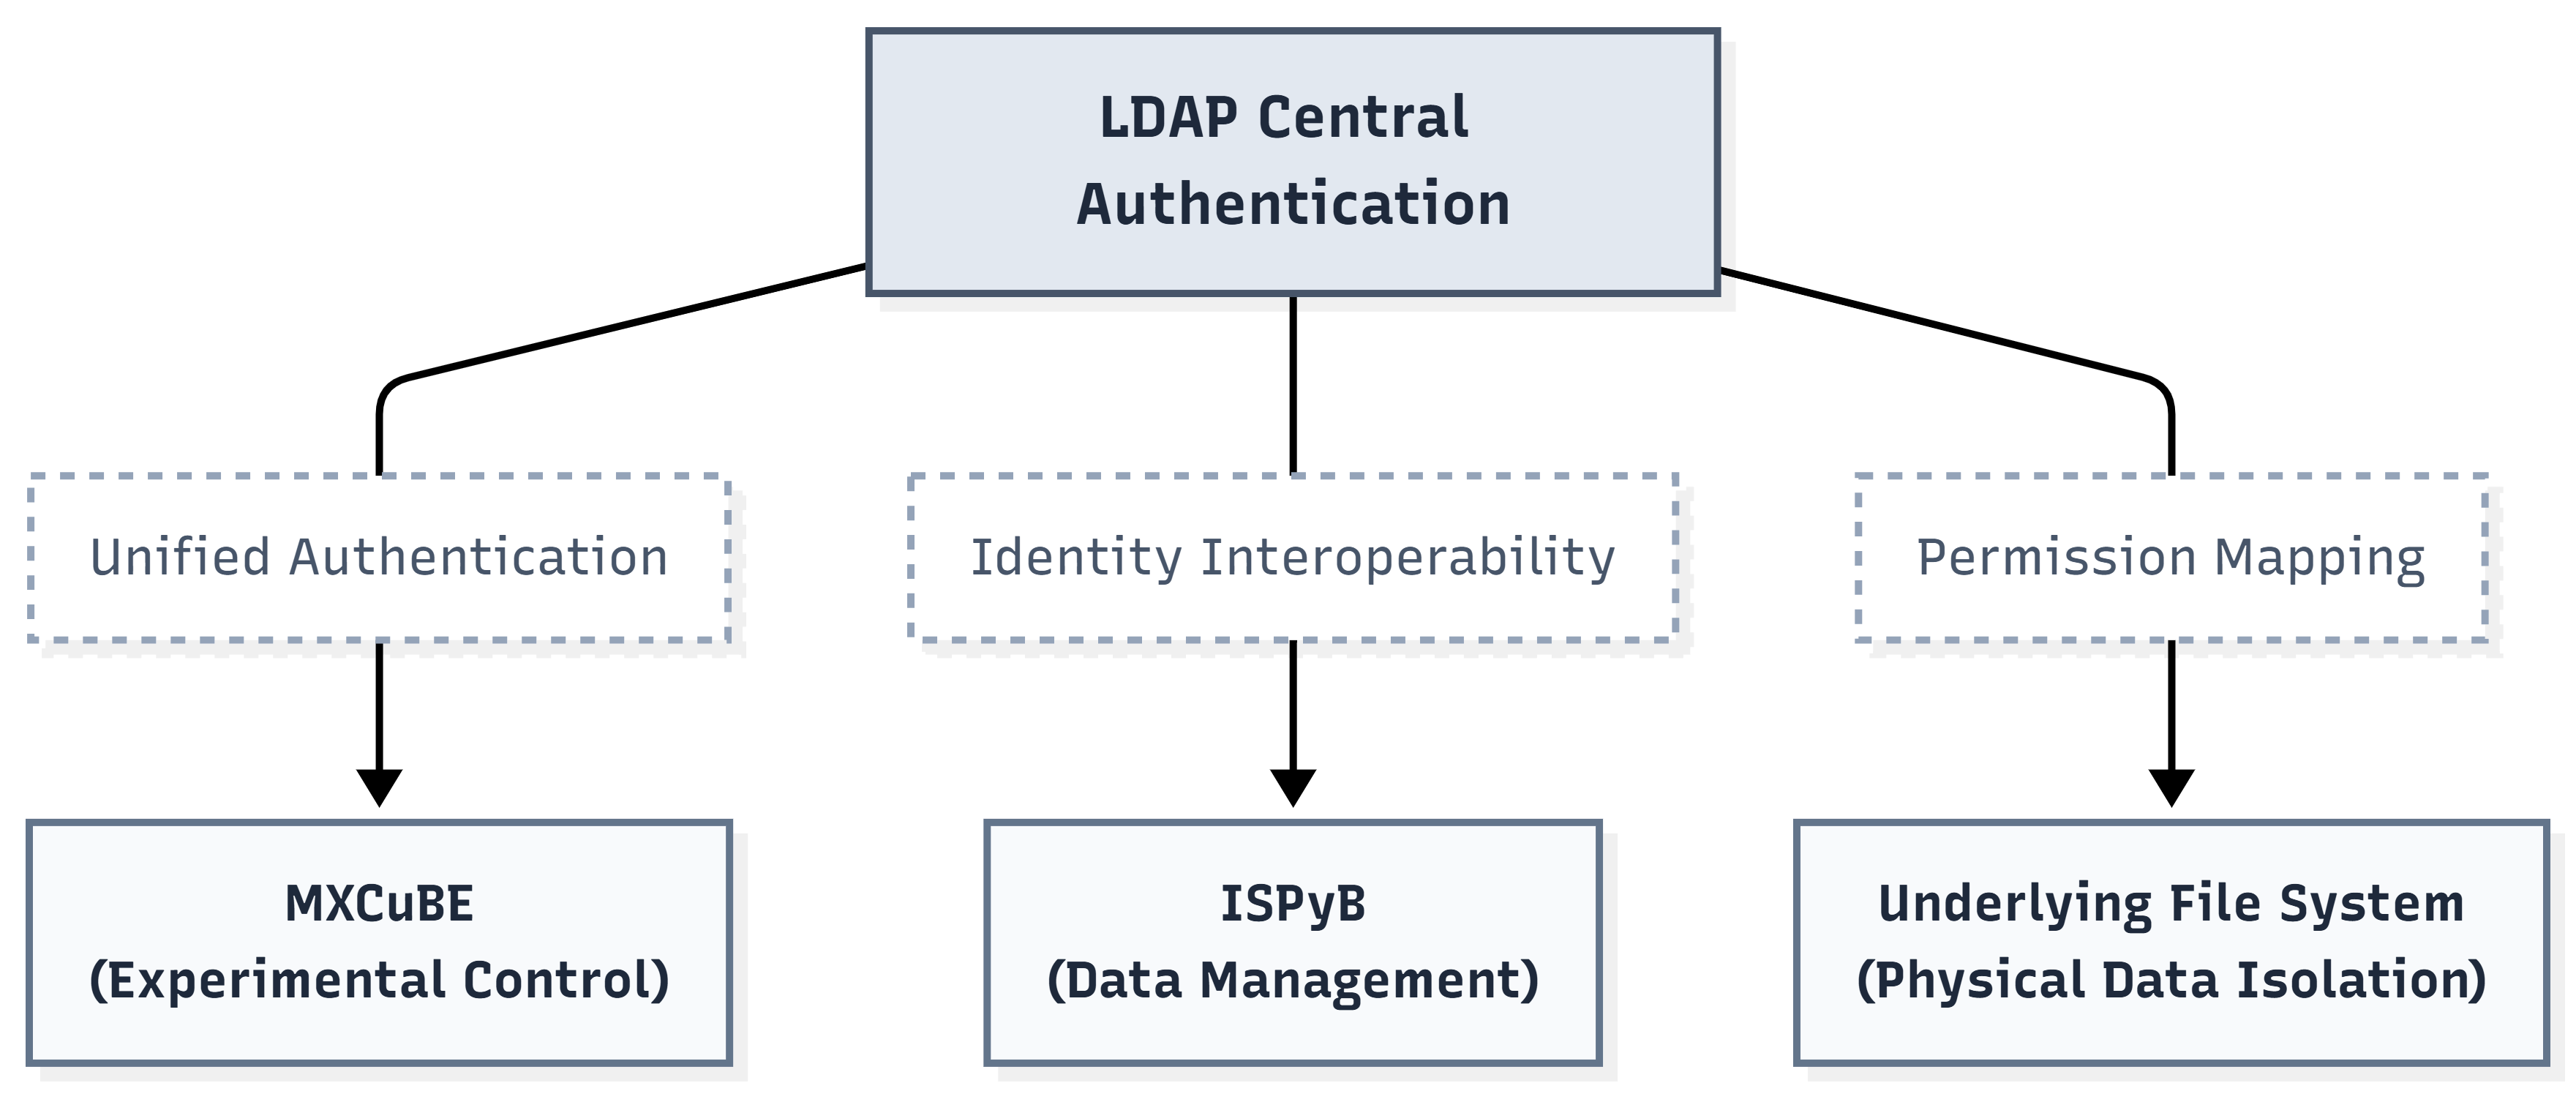 LDAP Central
Authentication
Unified Authentication
Identity Interoperability
Permission Mapping
MXCuBE
(Experimental Control)
ISPyB
(Data Management)
Underlying File System
(Physical Data Isolation)